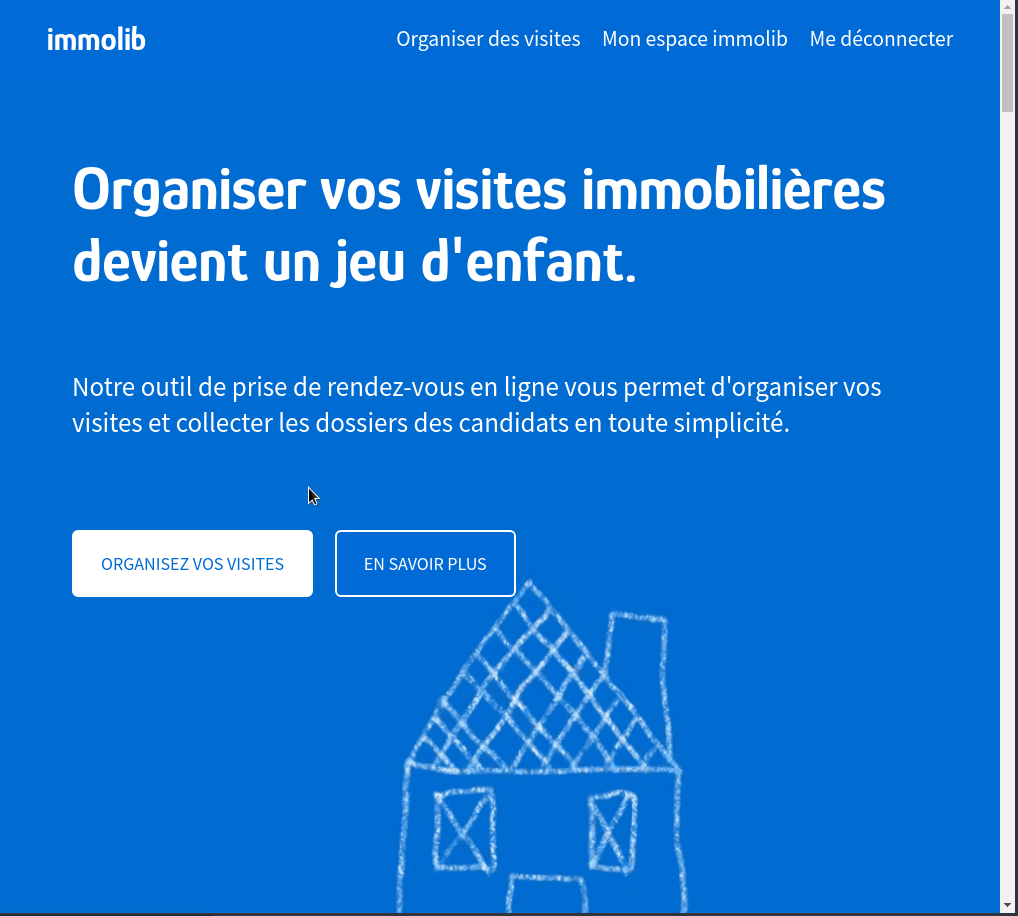 immolib
Organiser des visites
Mon espace immolib
Me déconnecter
Organiser vos visites immobilières
devient un jeu d'enfant.
Notre outil de prise de rendez-vous en ligne vous permet d'organiser vos
visites et collecter les dossiers des candidats en toute simplicité.
ORGANISEZ VOS VISITES
EN SAVOIR PLUS